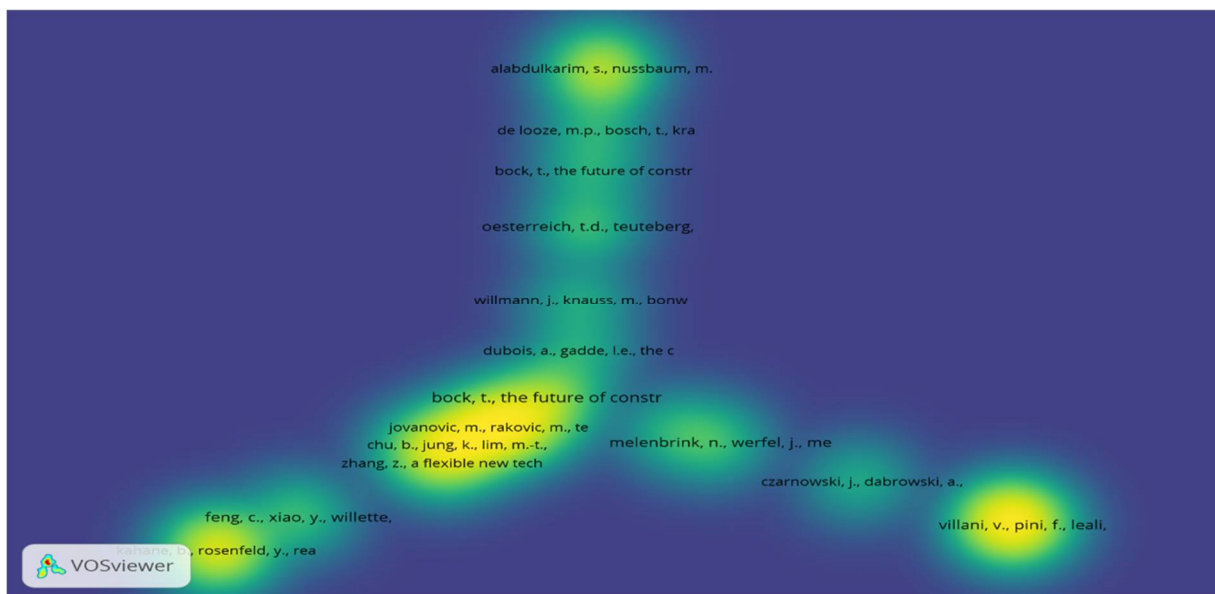 alabdulkarim, s., nussbaum, m.
de looze, m.p., bosch, t., kra
bock, t., the future of constr
oesterreich, t.d., teuteberg,
willmann, j., knauss, m., bonw
dubois, a., gadde, l.e., the c
bock, t., the future of constr
jovanovic, m., rakovic, m., te
chu, b., jung, k., lim, m.-t.,
melenbrink, n., werfel, j., me
zhang, z., a flexible new tech
czarnowski, j., dabrowski, a.,
feng, c., xiao, y., willette,
villani, v., pini, f., leali,
kahane, b., rosenfeld, y., rea
VOSviewer